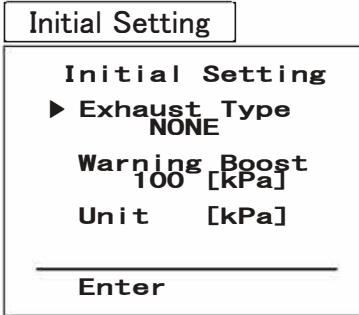 Initial Setting
Initial Setting
▶ Exhaust Type
NONE
Warning Boost
100 [kPa]
Unit [kPa]
Enter